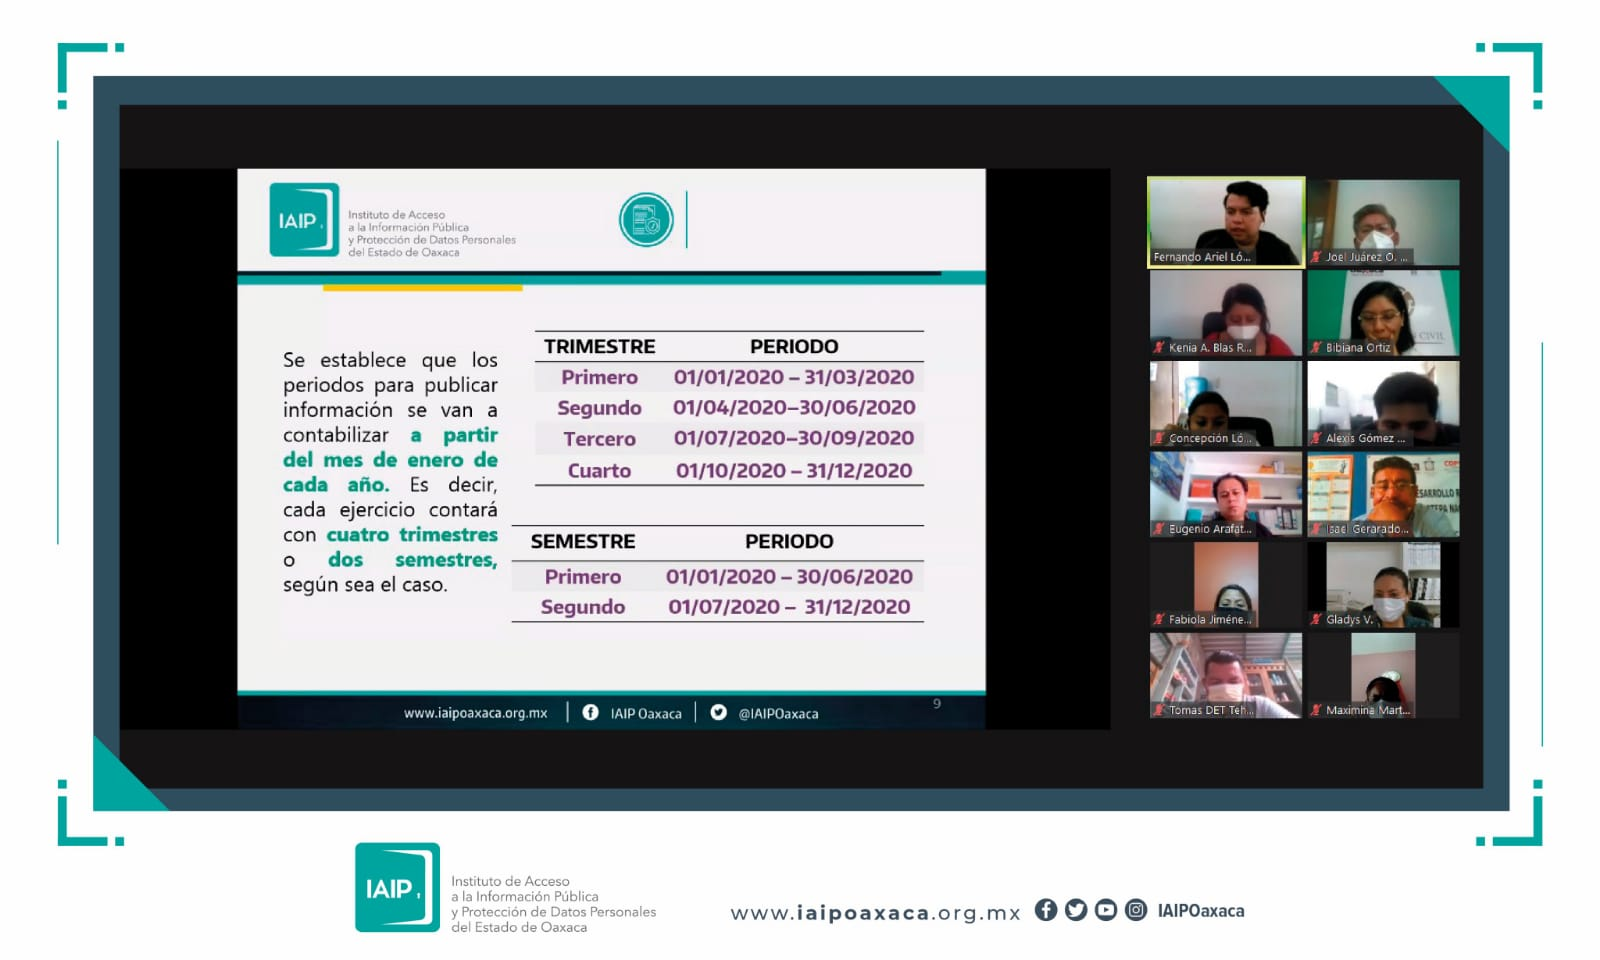 IAIP
Instituto de Acceso
a la Información Pública
y Protección de Datos Personales
del Estado de Oaxaca
Se establece que los
periodos para publicar
información se van a
contabilizar a partir
del mes de enero de
cada año. Es decir,
cada ejercicio contará
con cuatro trimestres
o dos semestres,
según sea el caso.
TRIMESTRE PERIODO
Primero 01/01/2020 – 31/03/2020
Segundo 01/04/2020–30/06/2020
Tercero 01/07/2020–30/09/2020
Cuarto 01/10/2020 – 31/12/2020
SEMESTRE PERIODO
Primero 01/01/2020 – 30/06/2020
Segundo 01/07/2020 – 31/12/2020
www.iaipoaxaca.org.mx IAIP Oaxaca @IAIPOaxaca
9
Fernando Ariel Ló...
Joel Juárez O. ...
Kenia A. Blas R...
CIVIL
Bibiana Ortiz
Concepción Ló...
Alexis Gómez ...
Eugenio Arafat...
Isael Gerarado...
Fabiola Jiméne...
Gladys V.
Tomas DET Teh...
Maximina Mart...
IAIP
Instituto de Acceso
a la Información Pública
y Protección de Datos Personales
del Estado de Oaxaca
www.iaipoaxaca.org.mx IAIPOaxaca